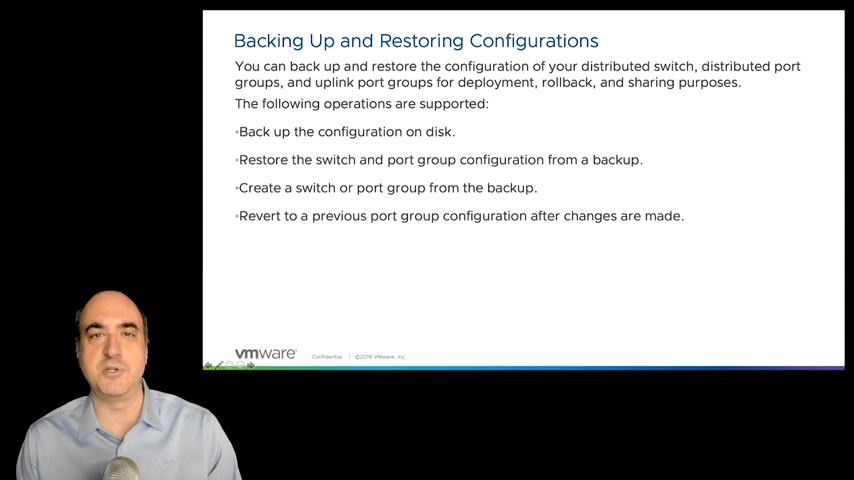 Backing Up and Restoring Configurations
You can back up and restore the configuration of your distributed switch, distributed port
groups, and uplink port groups for deployment, rollback, and sharing purposes.
The following operations are supported:
•Back up the configuration on disk.
•Restore the switch and port group configuration from a backup.
•Create a switch or port group from the backup.
•Revert to a previous port group configuration after changes are made.
vmware® Confidential | ©2019 VMware, Inc.